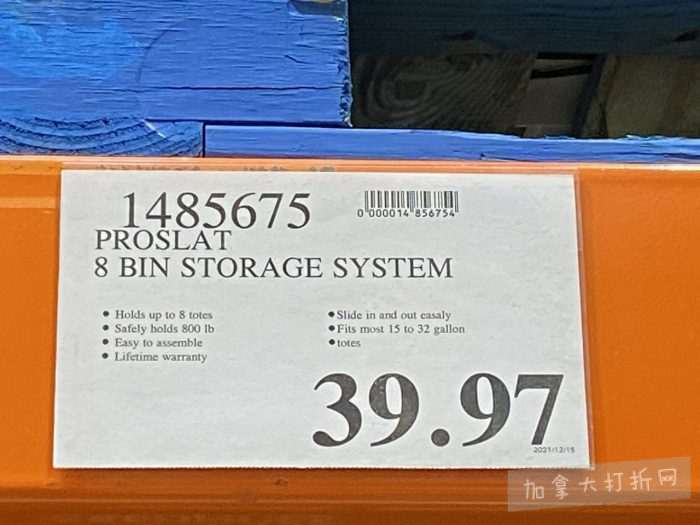 1485675
0 000014 856754
PROSLAT
8 BIN STORAGE SYSTEM
● Holds up to 8 totes
● Safely holds 800 lb
● Easy to assemble
● Lifetime warranty
● Slide in and out easaly
● Fits most 15 to 32 gallon
● totes
39.97
2021/12/15
加拿大打折网